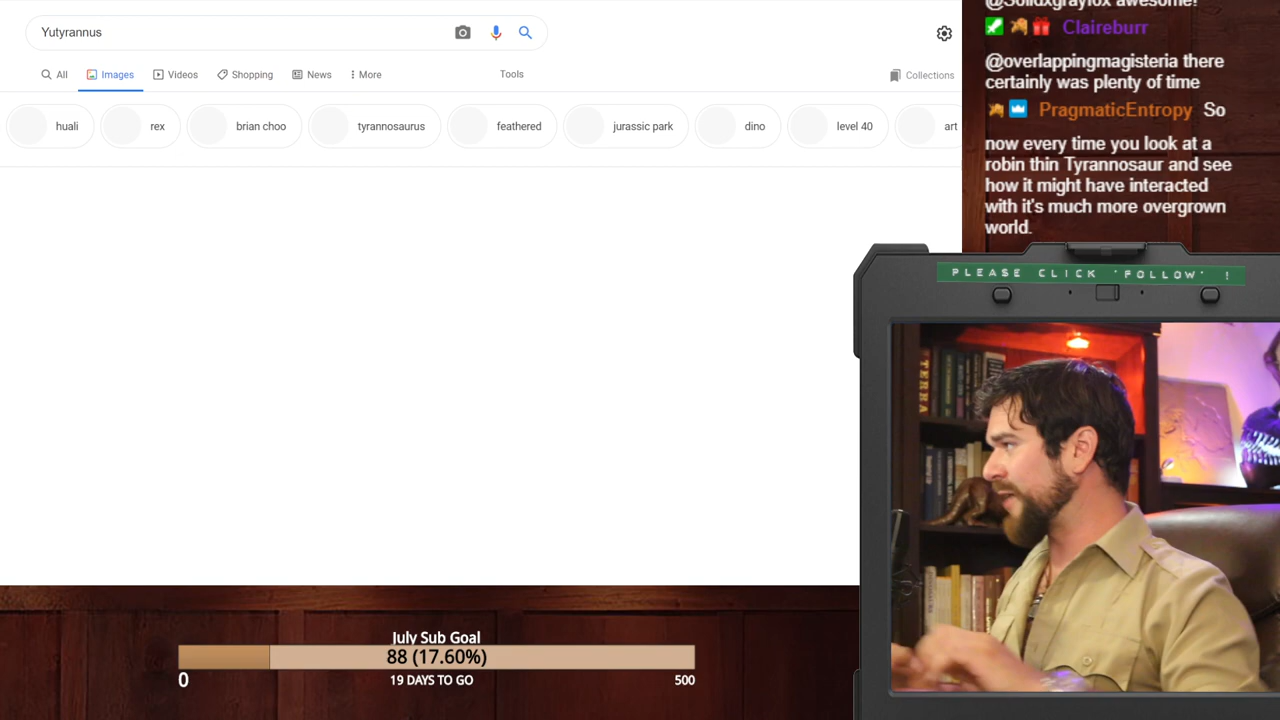 Yutyrannus
All
Images
Videos
Shopping
News
More
Tools
Collections
huali
rex
brian choo
tyrannosaurus
feathered
jurassic park
dino
level 40
art
@Solidxgrayfox awesome!
Claireburr
@overlappingmagisteria there
certainly was plenty of time
PragmaticEntropy So
now every time you look at a
robin thin Tyrannosaur and see
how it might have interacted
with it's much more overgrown
world.
PLEASE CLICK 'FOLLOW' !
TERRA
July Sub Goal
88 (17.60%)
0
19 DAYS TO GO
500